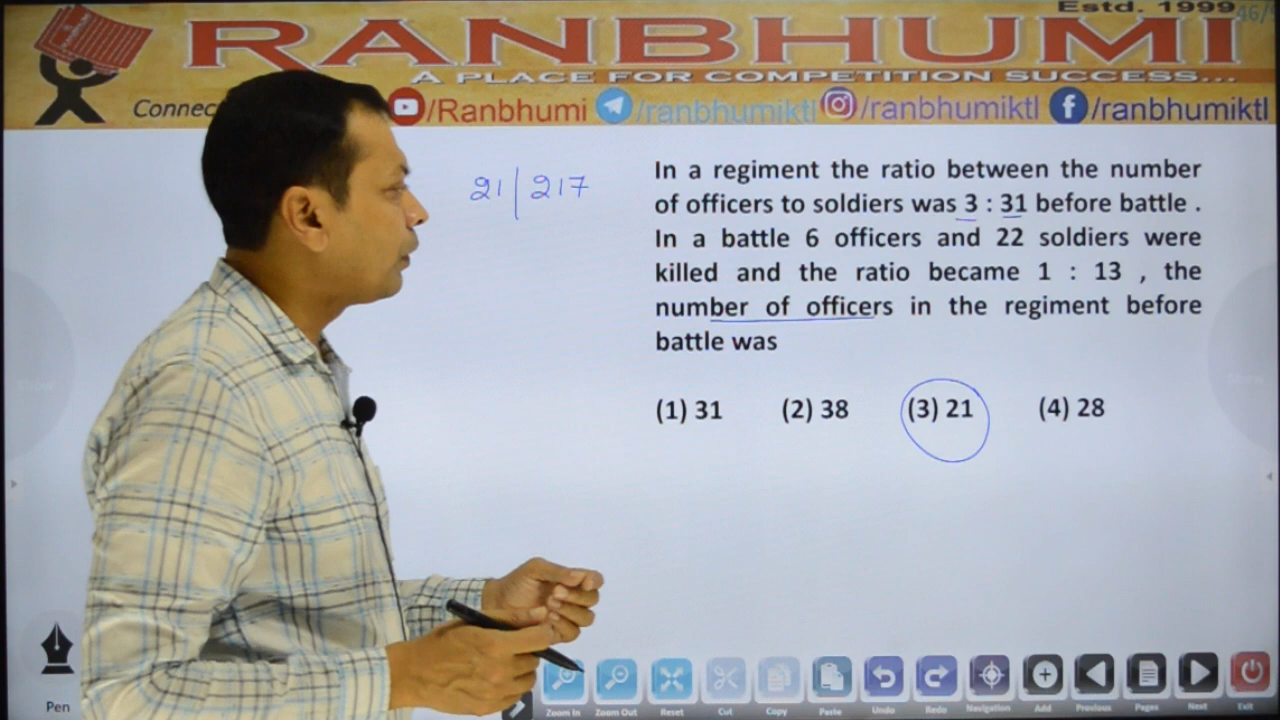 Estd. 1999
46/
RANBHUMI
A PLACE FOR COMPETITION SUCCESS...
Connec
/Ranbhumi /ranbhumiktl /ranbhumiktl /ranbhumiktl
21 | 217
In a regiment the ratio between the number
of officers to soldiers was 3 : 31 before battle .
In a battle 6 officers and 22 soldiers were
killed and the ratio became 1 : 13 , the
number of officers in the regiment before
battle was
(1) 31 (2) 38 (3) 21 (4) 28
Pen
Zoom In Zoom Out Reset Cut Copy Paste Undo Redo Navigation Add Previous Pages Next Exit